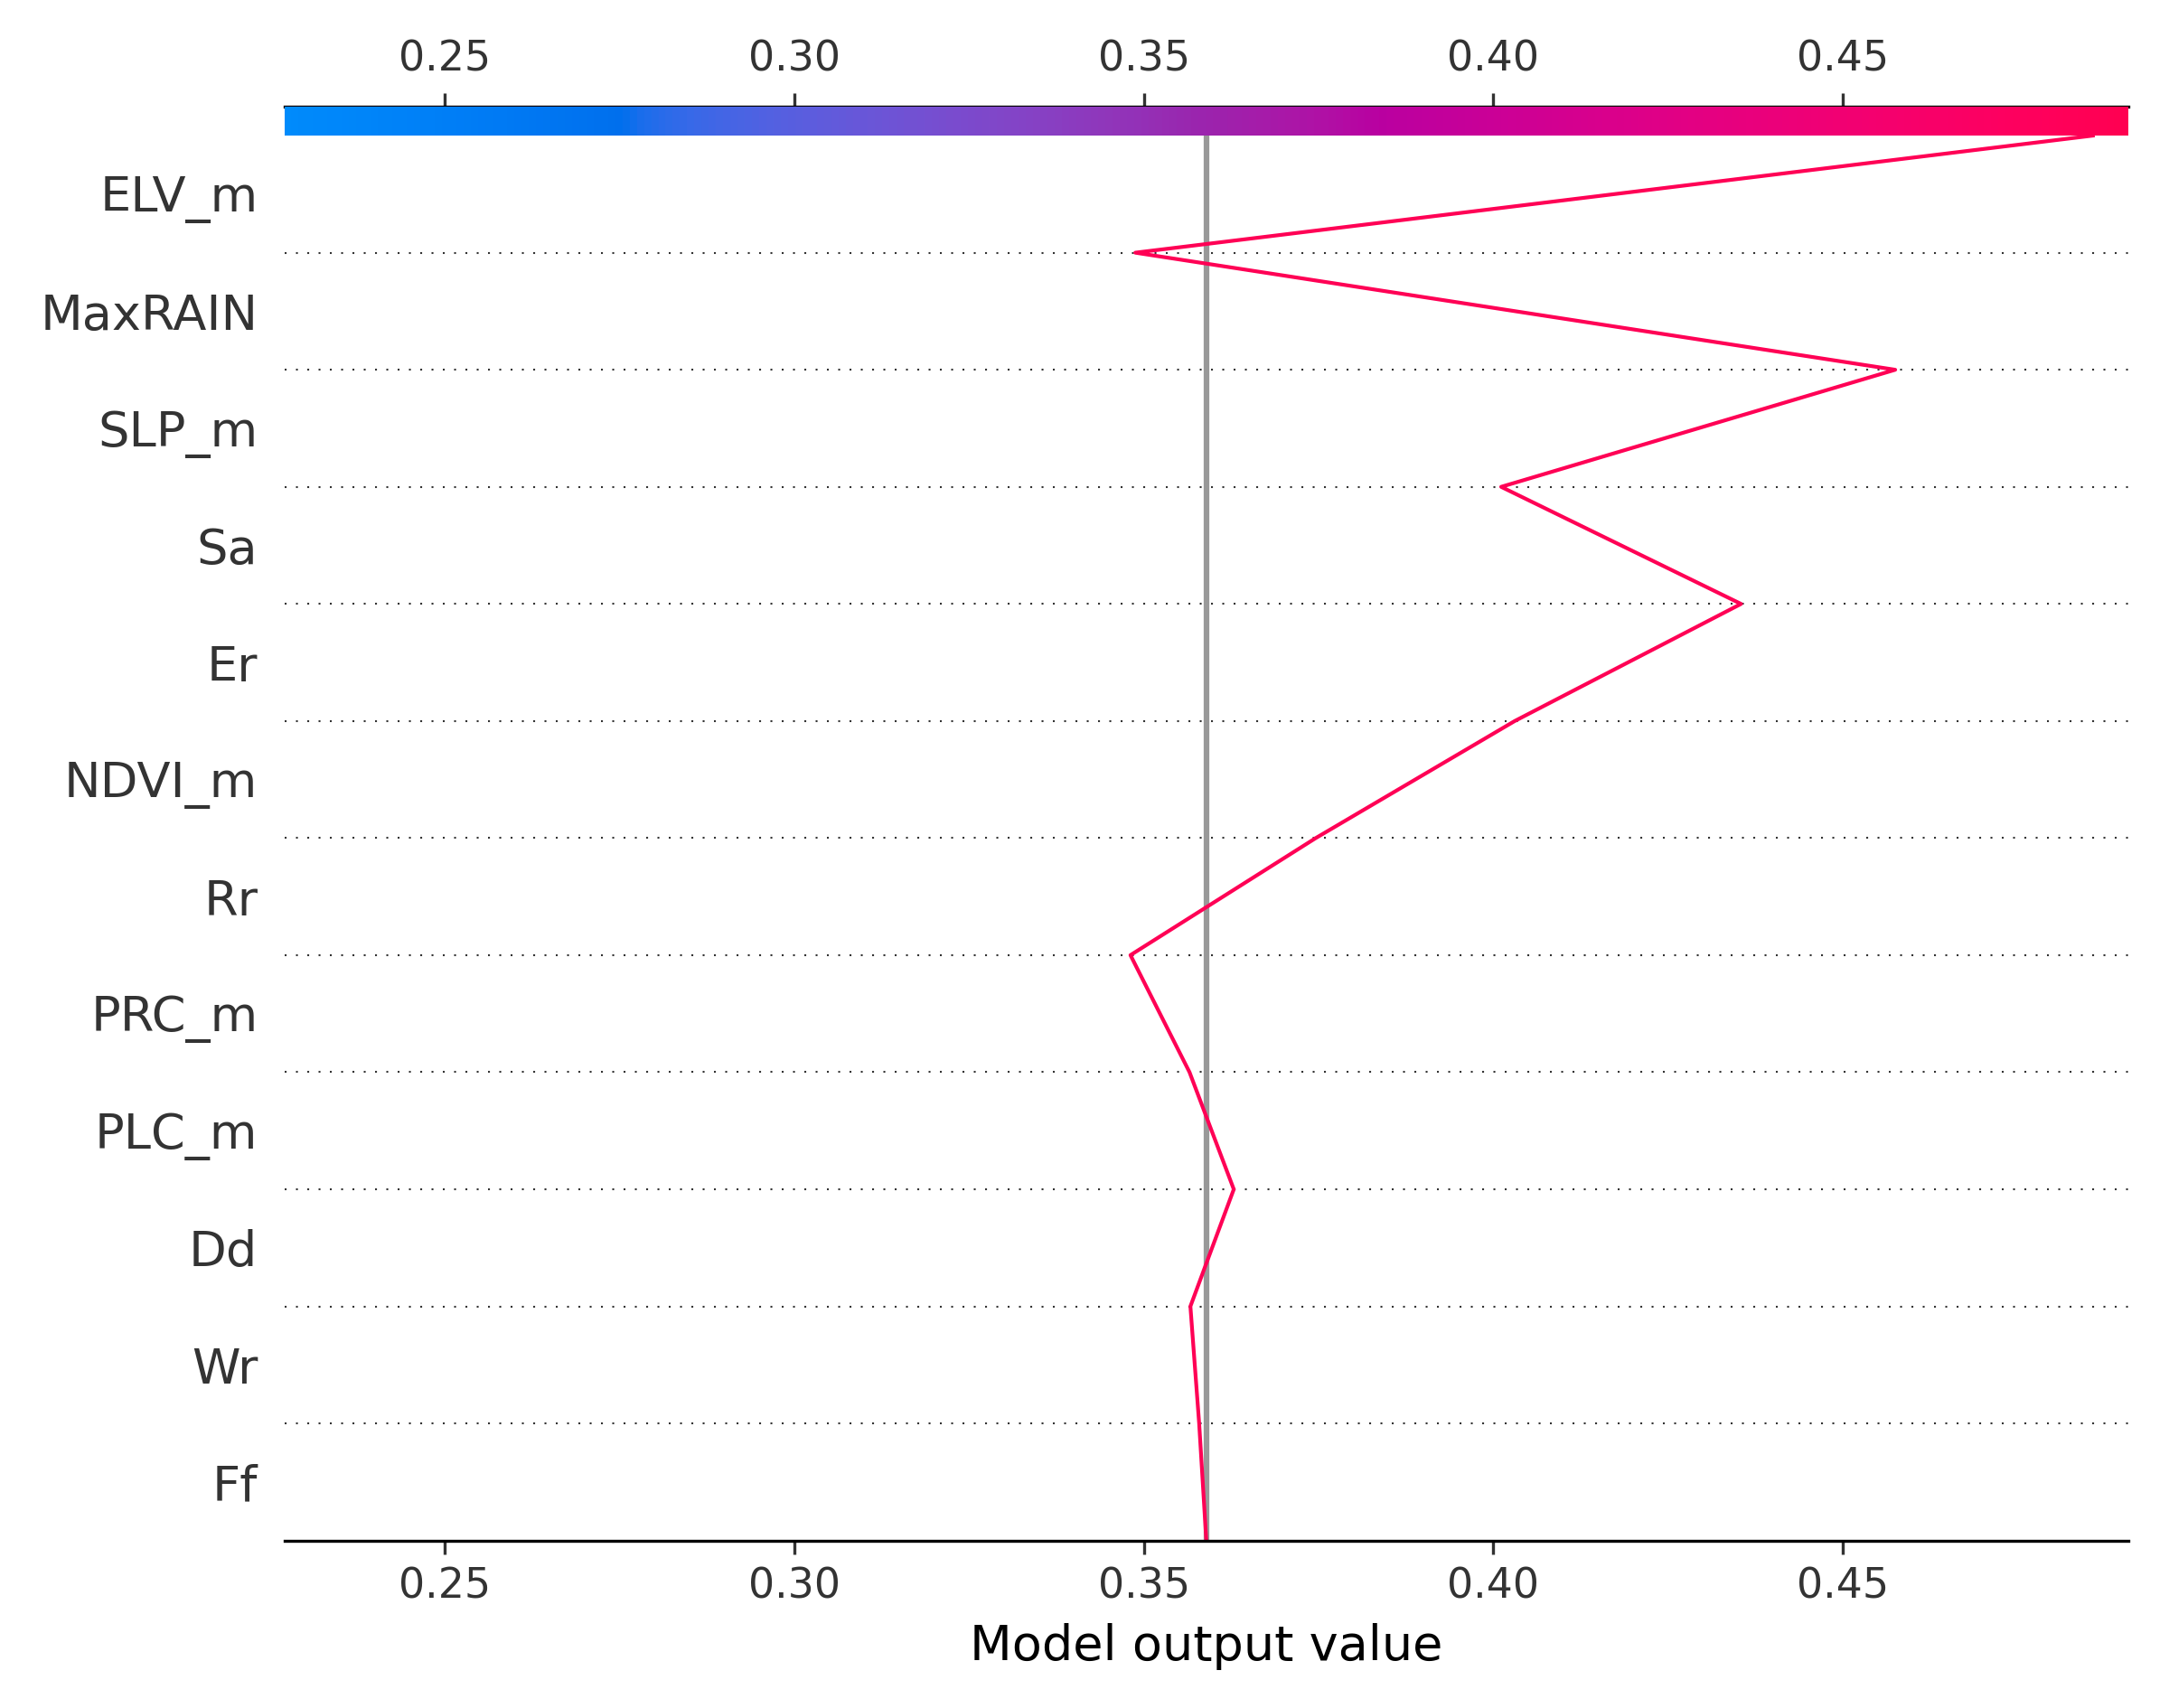 0.25 0.30 0.35 0.40 0.45
ELV_m
MaxRAIN
SLP_m
Sa
Er
NDVI_m
Rr
PRC_m
PLC_m
Dd
Wr
Ff
0.25 0.30 0.35 0.40 0.45
Model output value